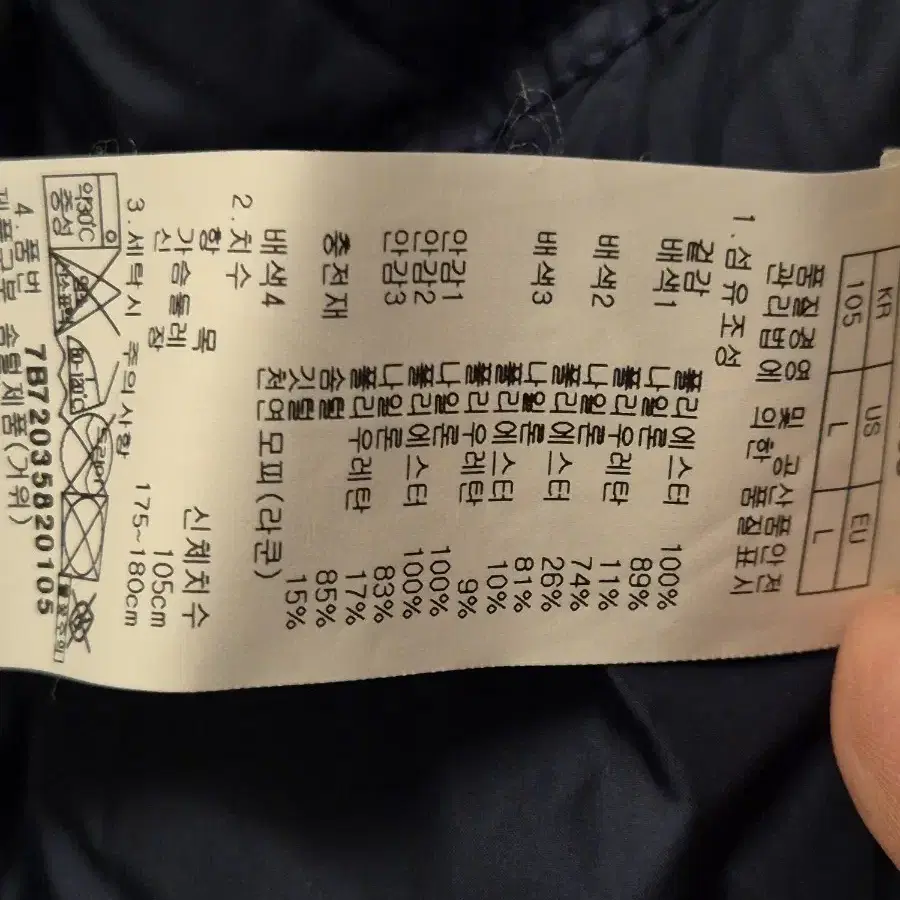 KR US EU
105 L L
품질경영 및 공산품안전
관리법에 의한 품질표시
1. 섬유조성
겉감 폴리에스터 100%
배색1 나일론 89%
폴리우레탄 11%
배색2 나일론 74%
폴리에스터 26%
배색3 나일론 81%
폴리에스터 10%
폴리우레탄 9%
안감1 나일론 100%
안감2 폴리에스터 100%
안감3 나일론 83%
폴리우레탄 17%
충전재 솜털 85%
깃털 15%
배색4 천연모피(라쿤)
2. 치수
항 목 신체치수
가슴둘레 105cm
신 장 175~180cm
3. 세탁시 주의사항
약30℃
중성
4. 품번 7B72035820105
제품구분 솜털제품(거위)